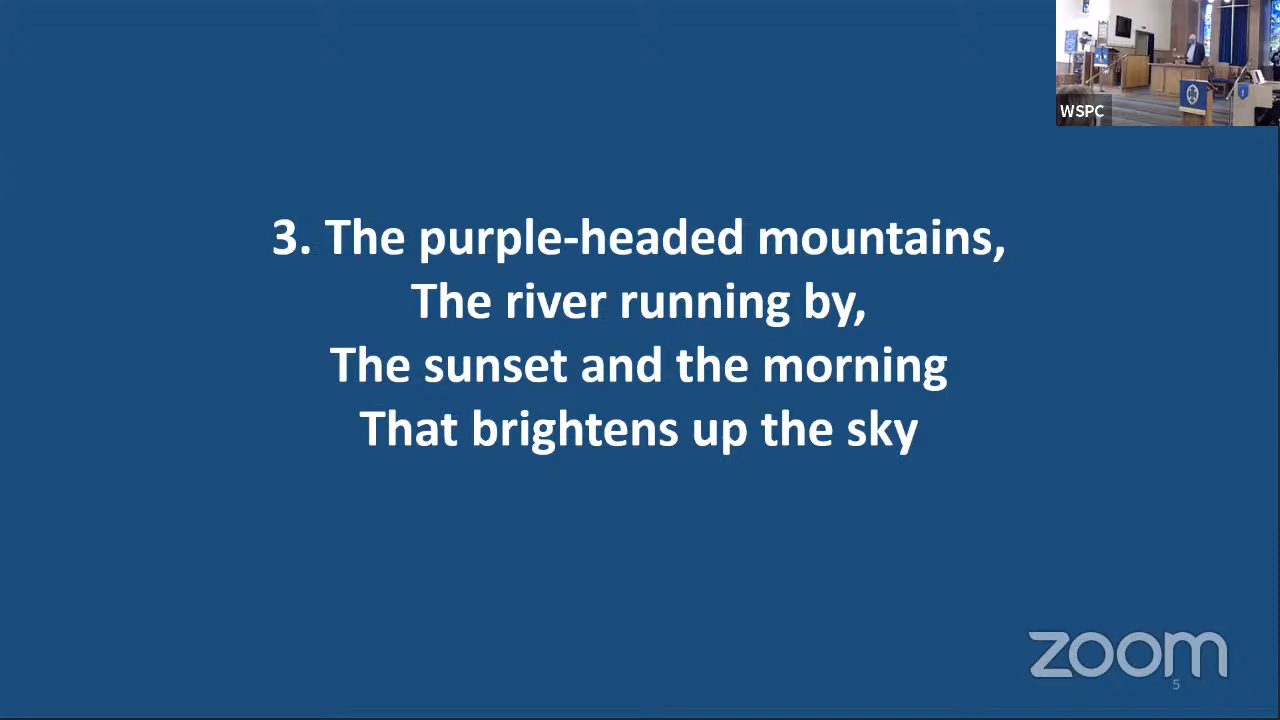 WSPC
3. The purple-headed mountains,
The river running by,
The sunset and the morning
That brightens up the sky
zoom
5